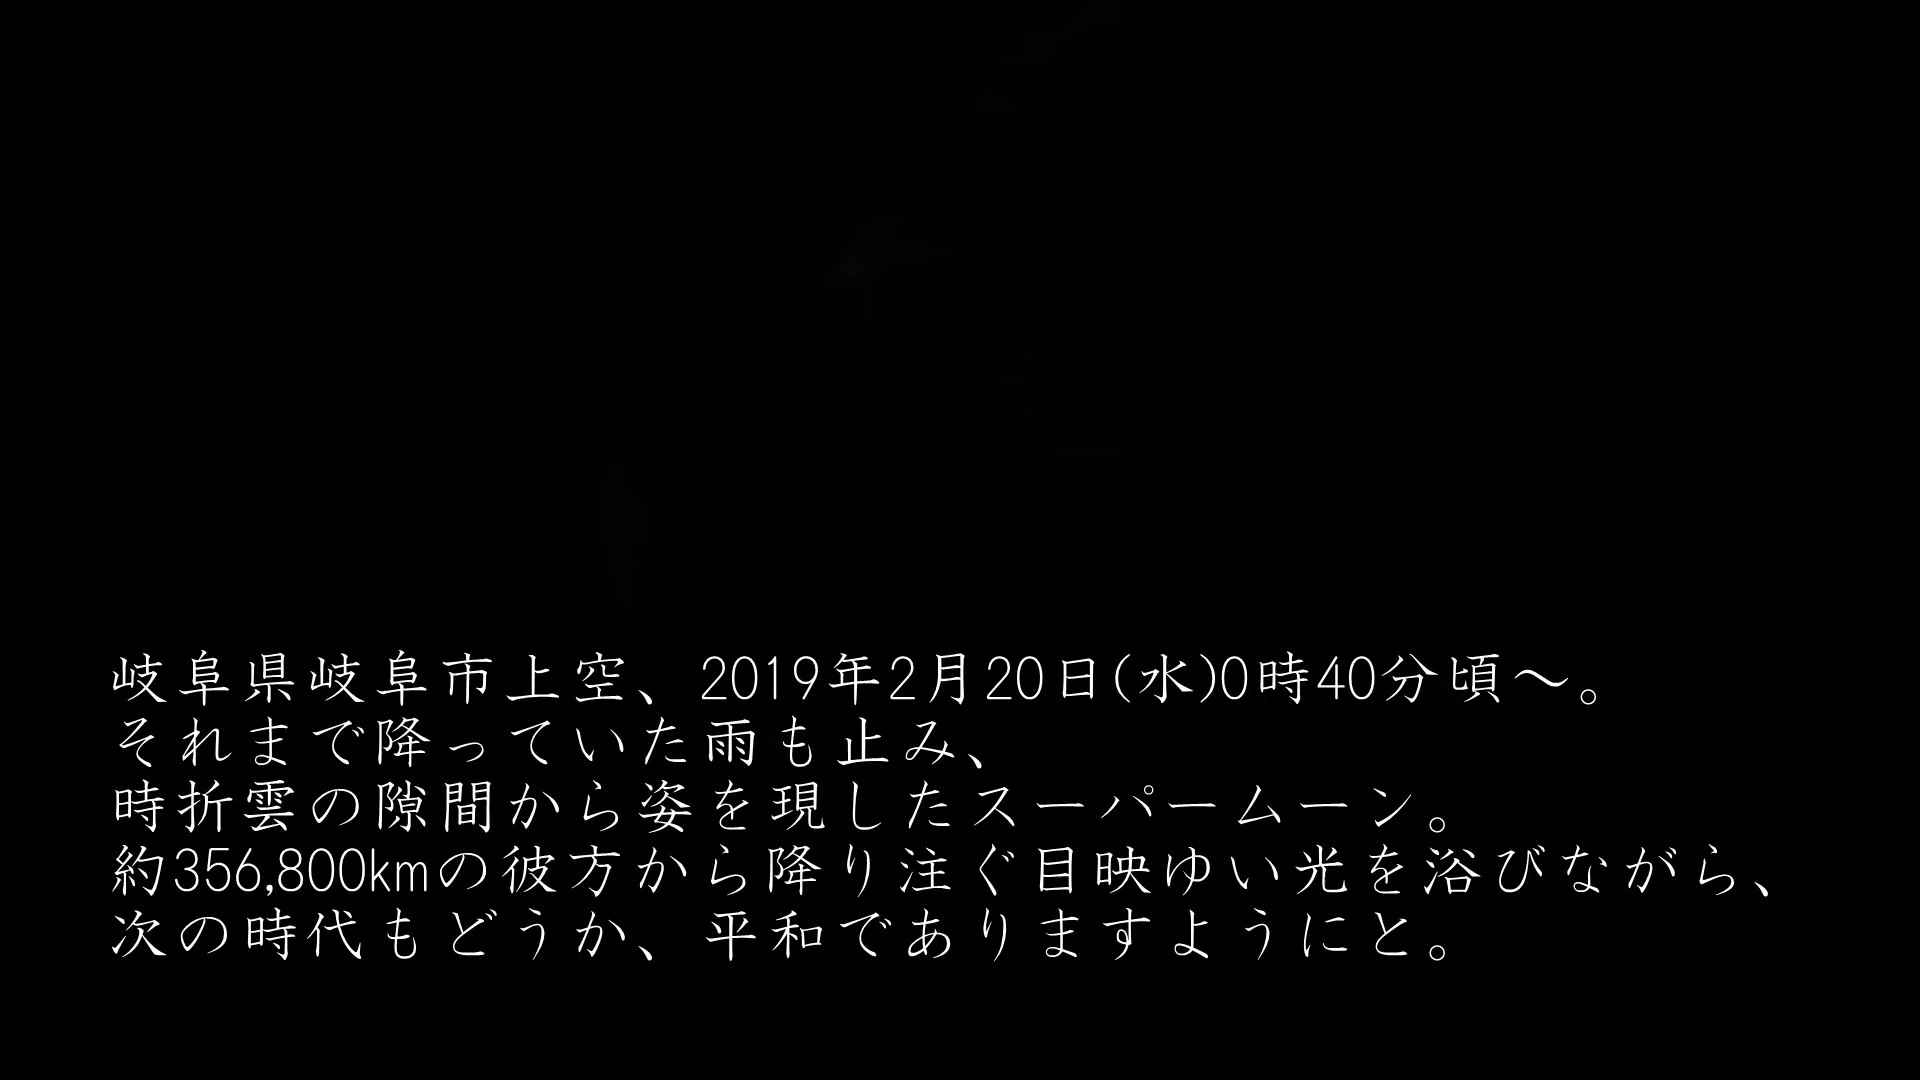 岐阜県岐阜市上空、2019年2月20日(水)0時40分頃～。
それまで降っていた雨も止み、
時折雲の隙間から姿を現したスーパームーン。
約356,800kmの彼方から降り注ぐ目映ゆい光を浴びながら、
次の時代もどうか、平和でありますようにと。